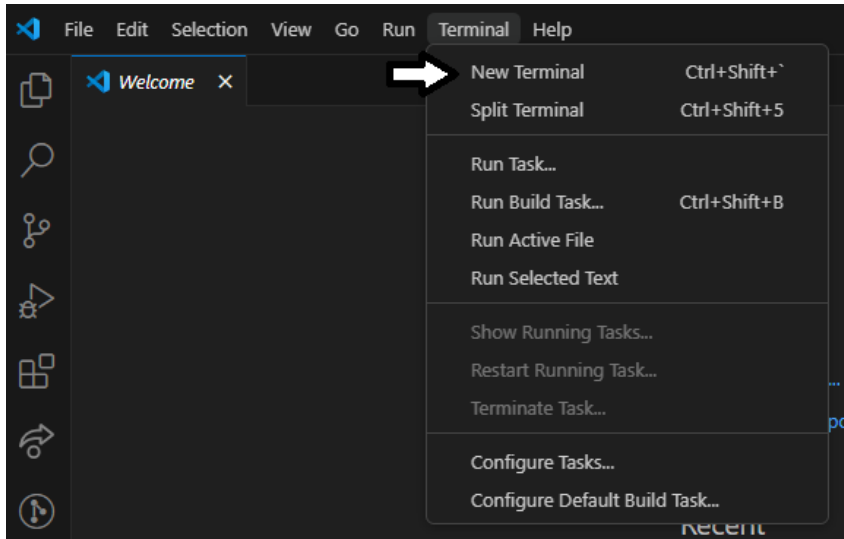 File Edit Selection View Go Run Terminal Help
Welcome
New Terminal Ctrl+Shift+`
Split Terminal Ctrl+Shift+5
Run Task...
Run Build Task... Ctrl+Shift+B
Run Active File
Run Selected Text
Show Running Tasks...
Restart Running Task...
Terminate Task...
Configure Tasks...
Configure Default Build Task...
Recent